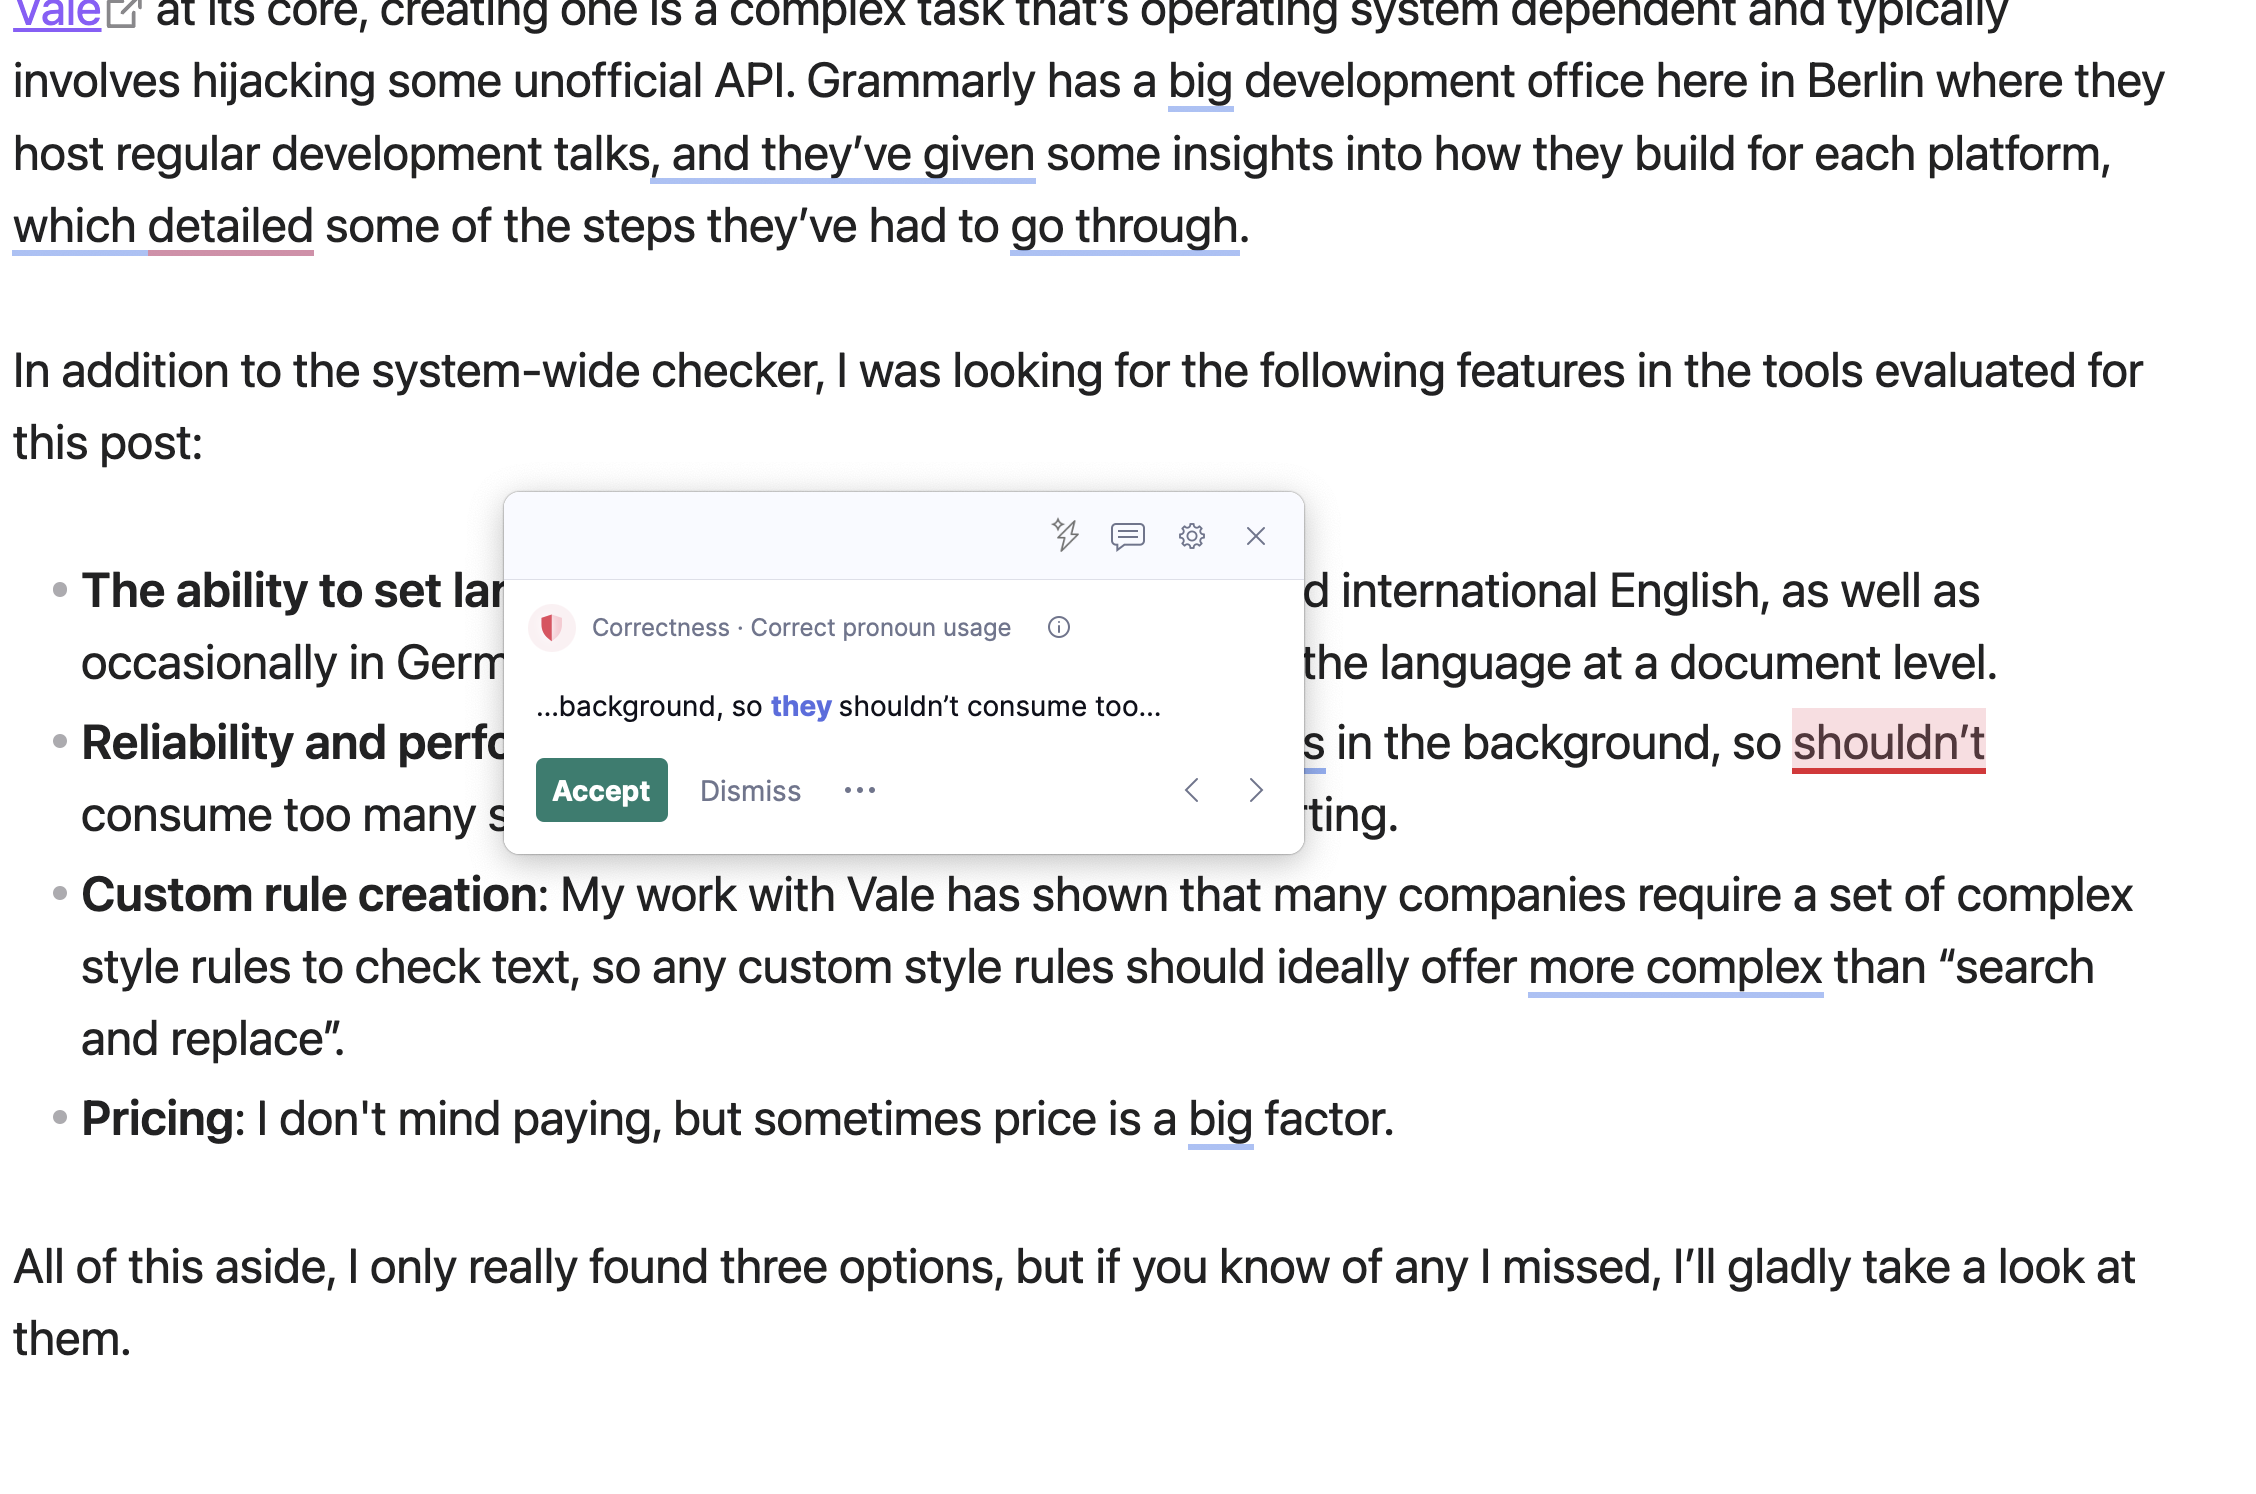 Vale at its core, creating one is a complex task that's operating system dependent and typically
involves hijacking some unofficial API. Grammarly has a big development office here in Berlin where they
host regular development talks, and they’ve given some insights into how they build for each platform,
which detailed some of the steps they’ve had to go through.
In addition to the system-wide checker, I was looking for the following features in the tools evaluated for
this post:
Correctness · Correct pronoun usage
...background, so they shouldn’t consume too...
Accept Dismiss
The ability to set international English, as well as
occasionally in the language at a document level.
Reliability and in the background, so shouldn’t
consume too many
Custom rule creation: My work with Vale has shown that many companies require a set of complex
style rules to check text, so any custom style rules should ideally offer more complex than “search
and replace”.
Pricing: I don't mind paying, but sometimes price is a big factor.
All of this aside, I only really found three options, but if you know of any I missed, I’ll gladly take a look at
them.